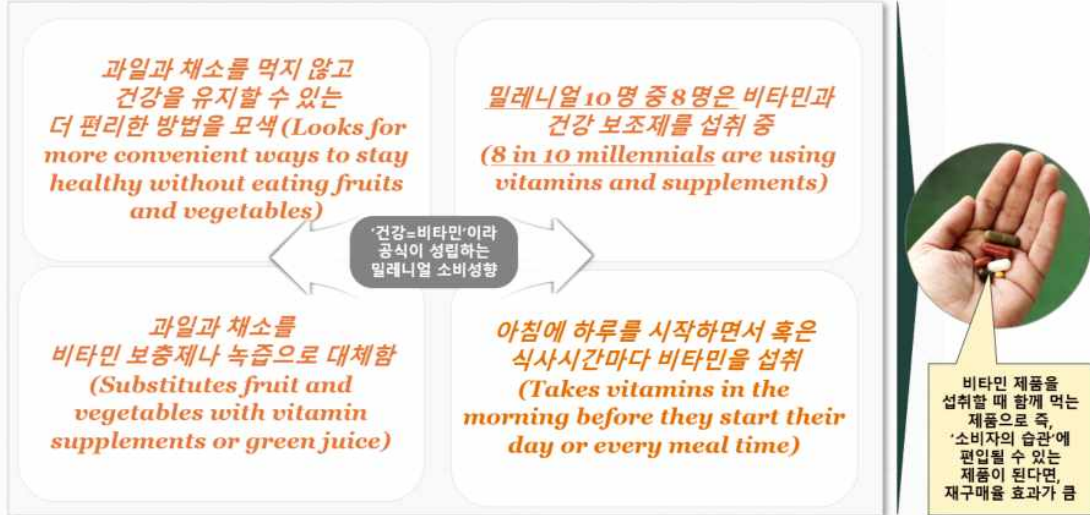 과일과 채소를 먹지 않고
건강을 유지할 수 있는
더 편리한 방법을 모색 (Looks for
more convenient ways to stay
healthy without eating fruits
and vegetables)
밀레니얼 10명 중 8명은 비타민과
건강 보조제를 섭취 중
(8 in 10 millennials are using
vitamins and supplements)
‘건강=비타민’이라
공식이 성립하는
밀레니얼 소비성향
과일과 채소를
비타민 보충제나 녹즙으로 대체함
(Substitutes fruit and
vegetables with vitamin
supplements or green juice)
아침에 하루를 시작하면서 혹은
식사시간마다 비타민을 섭취
(Takes vitamins in the
morning before they start their
day or every meal time)
비타민 제품을
섭취할 때 함께 먹는
제품으로 즉,
‘소비자의 습관’에
편입될 수 있는
제품이 된다면,
재구매율 효과가 큼